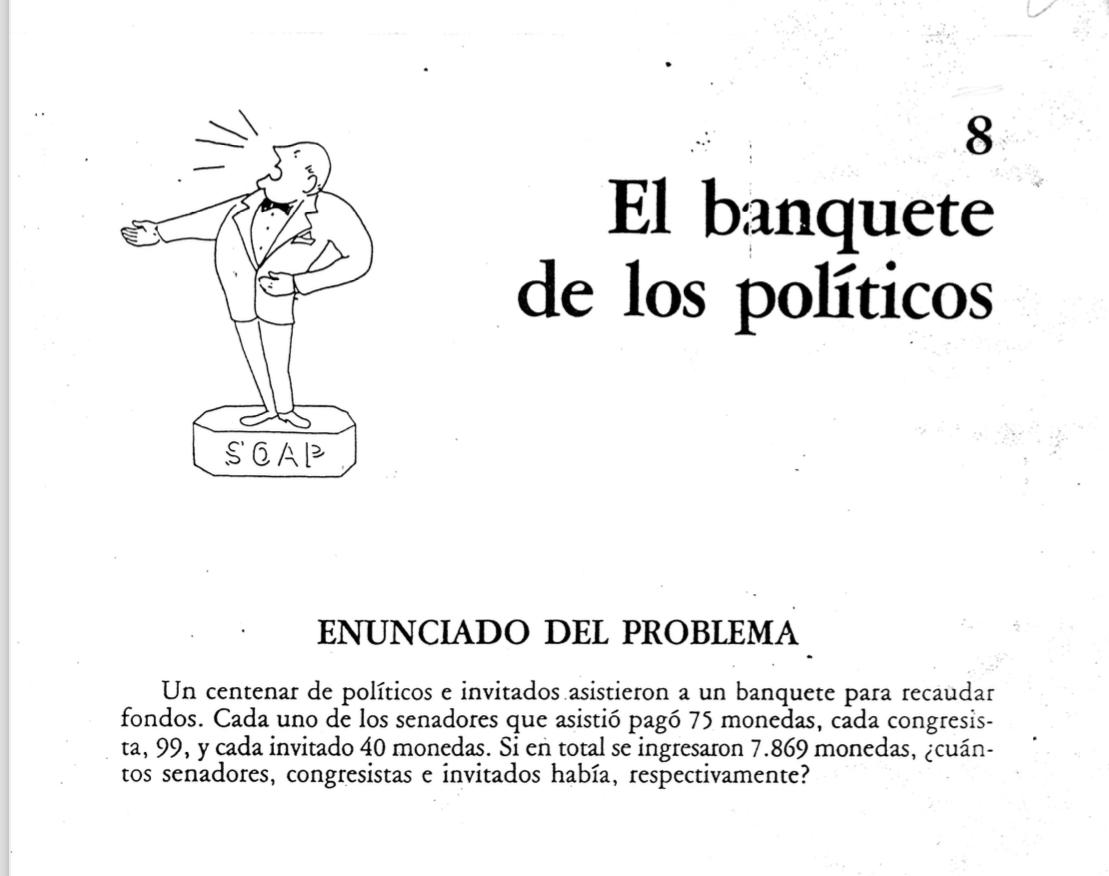 8
El banquete
de los políticos
SOAP
ENUNCIADO DEL PROBLEMA
Un centenar de políticos e invitados asistieron a un banquete para recaudar
fondos. Cada uno de los senadores que asistió pagó 75 monedas, cada congresis-
ta, 99, y cada invitado 40 monedas. Si en total se ingresaron 7.869 monedas, ¿cuán-
tos senadores, congresistas e invitados había, respectivamente?